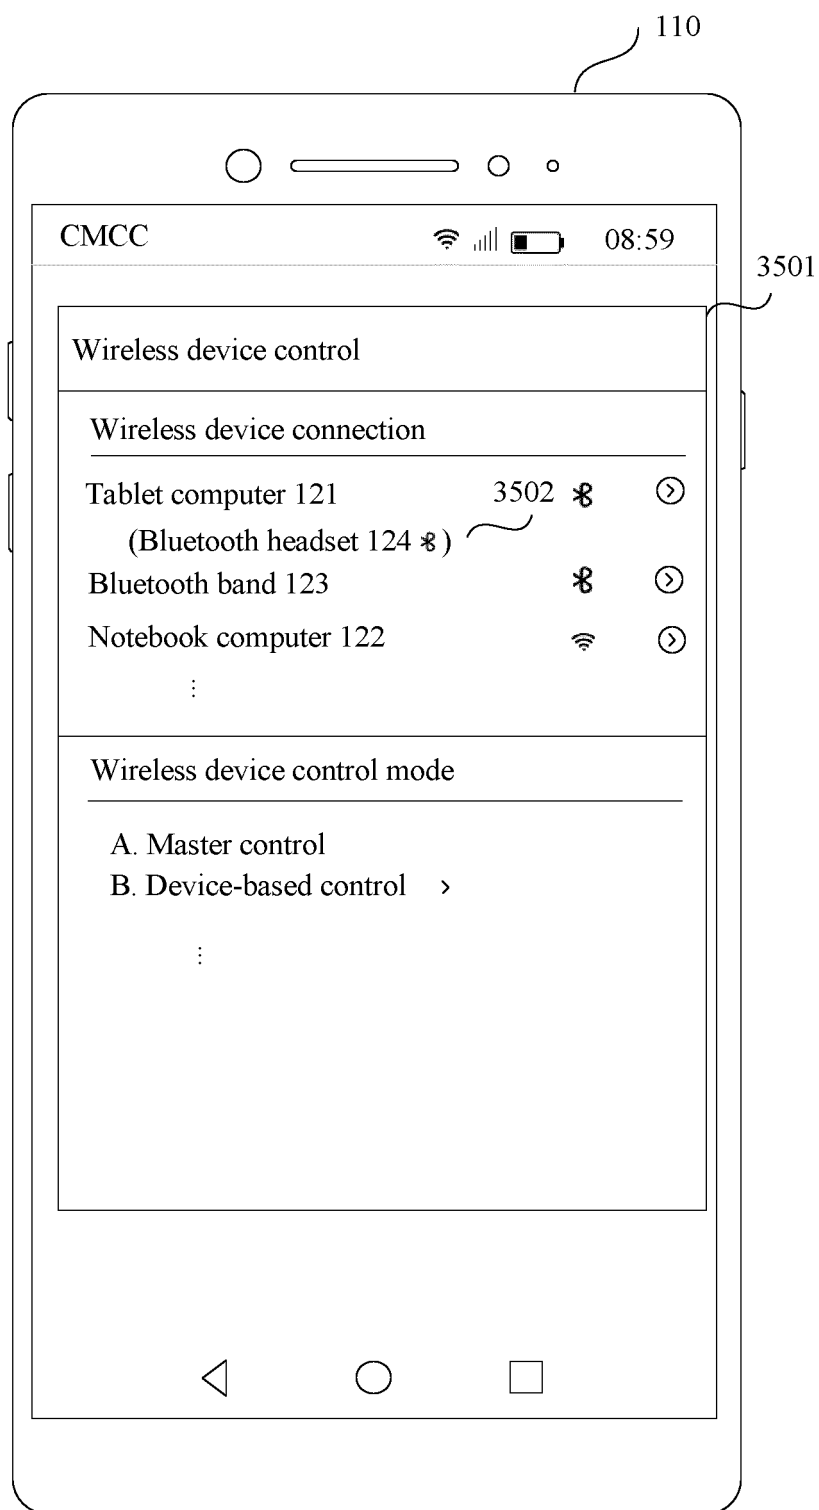 110
CMCC 08:59
3501
Wireless device control
Wireless device connection
Tablet computer 121 3502
(Bluetooth headset 124 )
Bluetooth band 123
Notebook computer 122
⋮
Wireless device control mode
A. Master control
B. Device-based control >
⋮